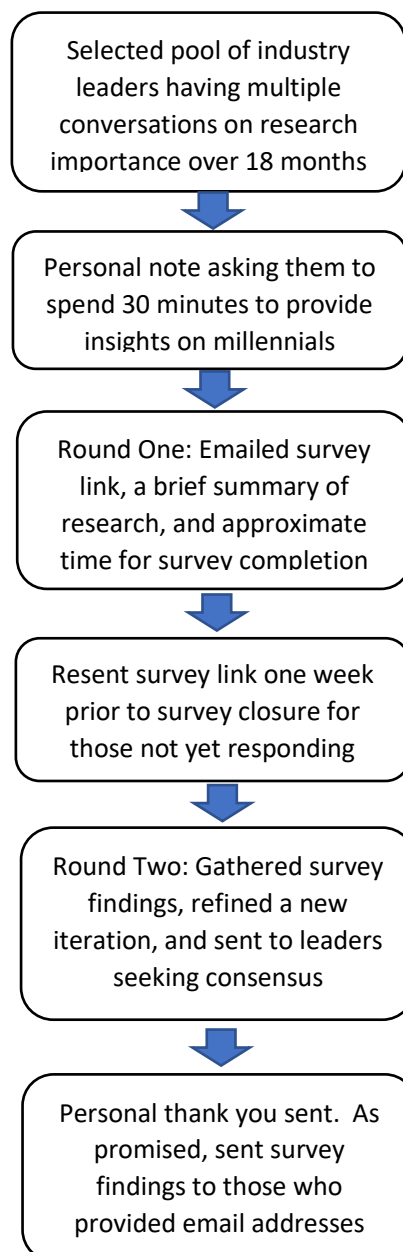 Selected pool of industry
leaders having multiple
conversations on research
importance over 18 months
Personal note asking them to
spend 30 minutes to provide
insights on millennials
Round One: Emailed survey
link, a brief summary of
research, and approximate
time for survey completion
Resent survey link one week
prior to survey closure for
those not yet responding
Round Two: Gathered survey
findings, refined a new
iteration, and sent to leaders
seeking consensus
Personal thank you sent.  As
promised, sent survey
findings to those who
provided email addresses